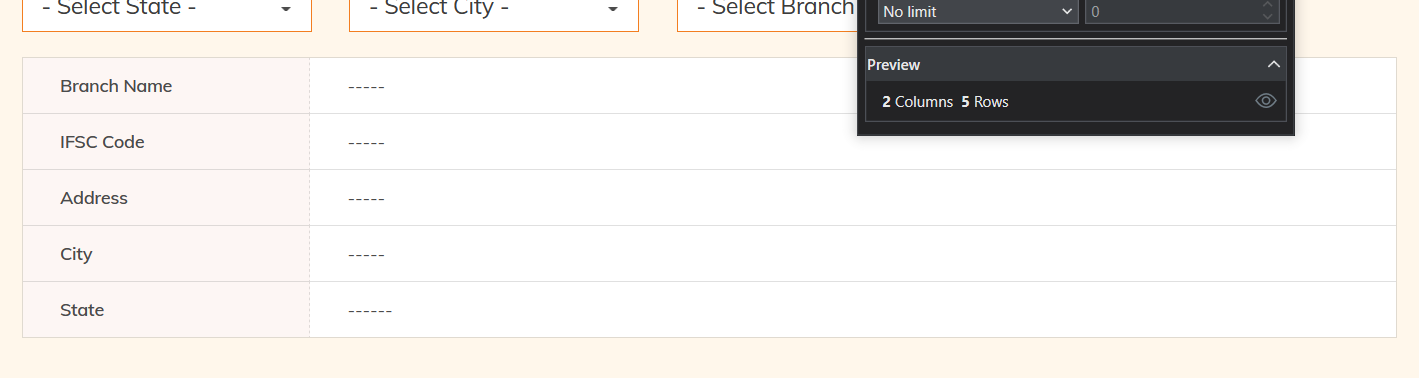 - Select State -
- Select City -
- Select Branch
No limit
0
Preview
2 Columns 5 Rows
Branch Name
-----
IFSC Code
-----
Address
-----
City
-----
State
------